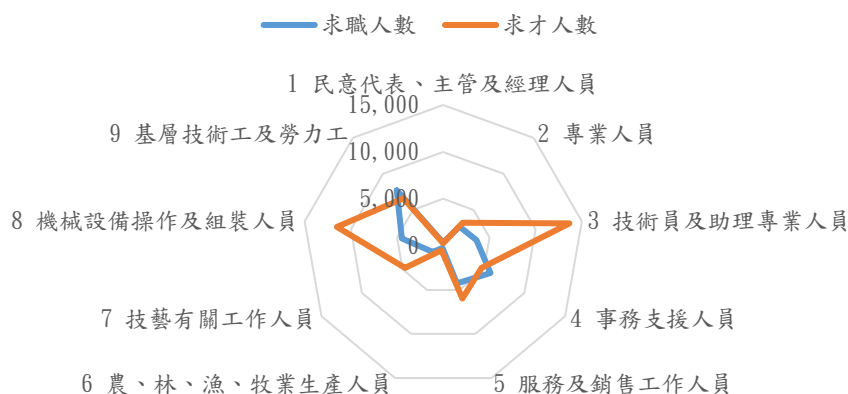 求職人數 求才人數
1 民意代表、主管及經理人員
15,000
9 基層技術工及勞力工 2 專業人員
10,000
5,000
8 機械設備操作及組裝人員 3 技術員及助理專業人員
0
7 技藝有關工作人員 4 事務支援人員
6 農、林、漁、牧業生產人員 5 服務及銷售工作人員